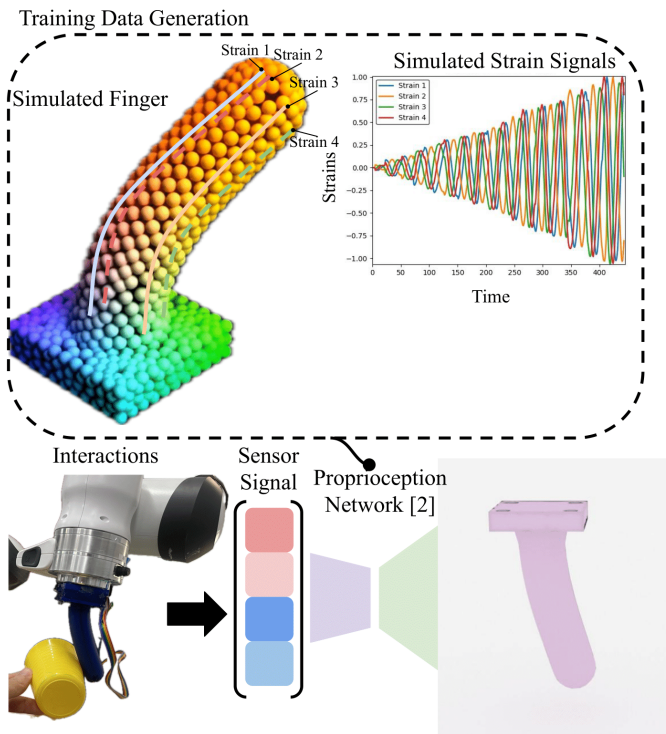 Training Data Generation
Strain 1
Strain 2
Strain 3
Strain 4
Simulated Finger
Simulated Strain Signals
Strain 1
Strain 2
Strain 3
Strain 4
Strains
1.00
0.75
0.50
0.25
0.00
−0.25
−0.50
−0.75
−1.00
0 50 100 150 200 250 300 350 400
Time
Interactions
Sensor
Signal
Proprioception
Network [2]